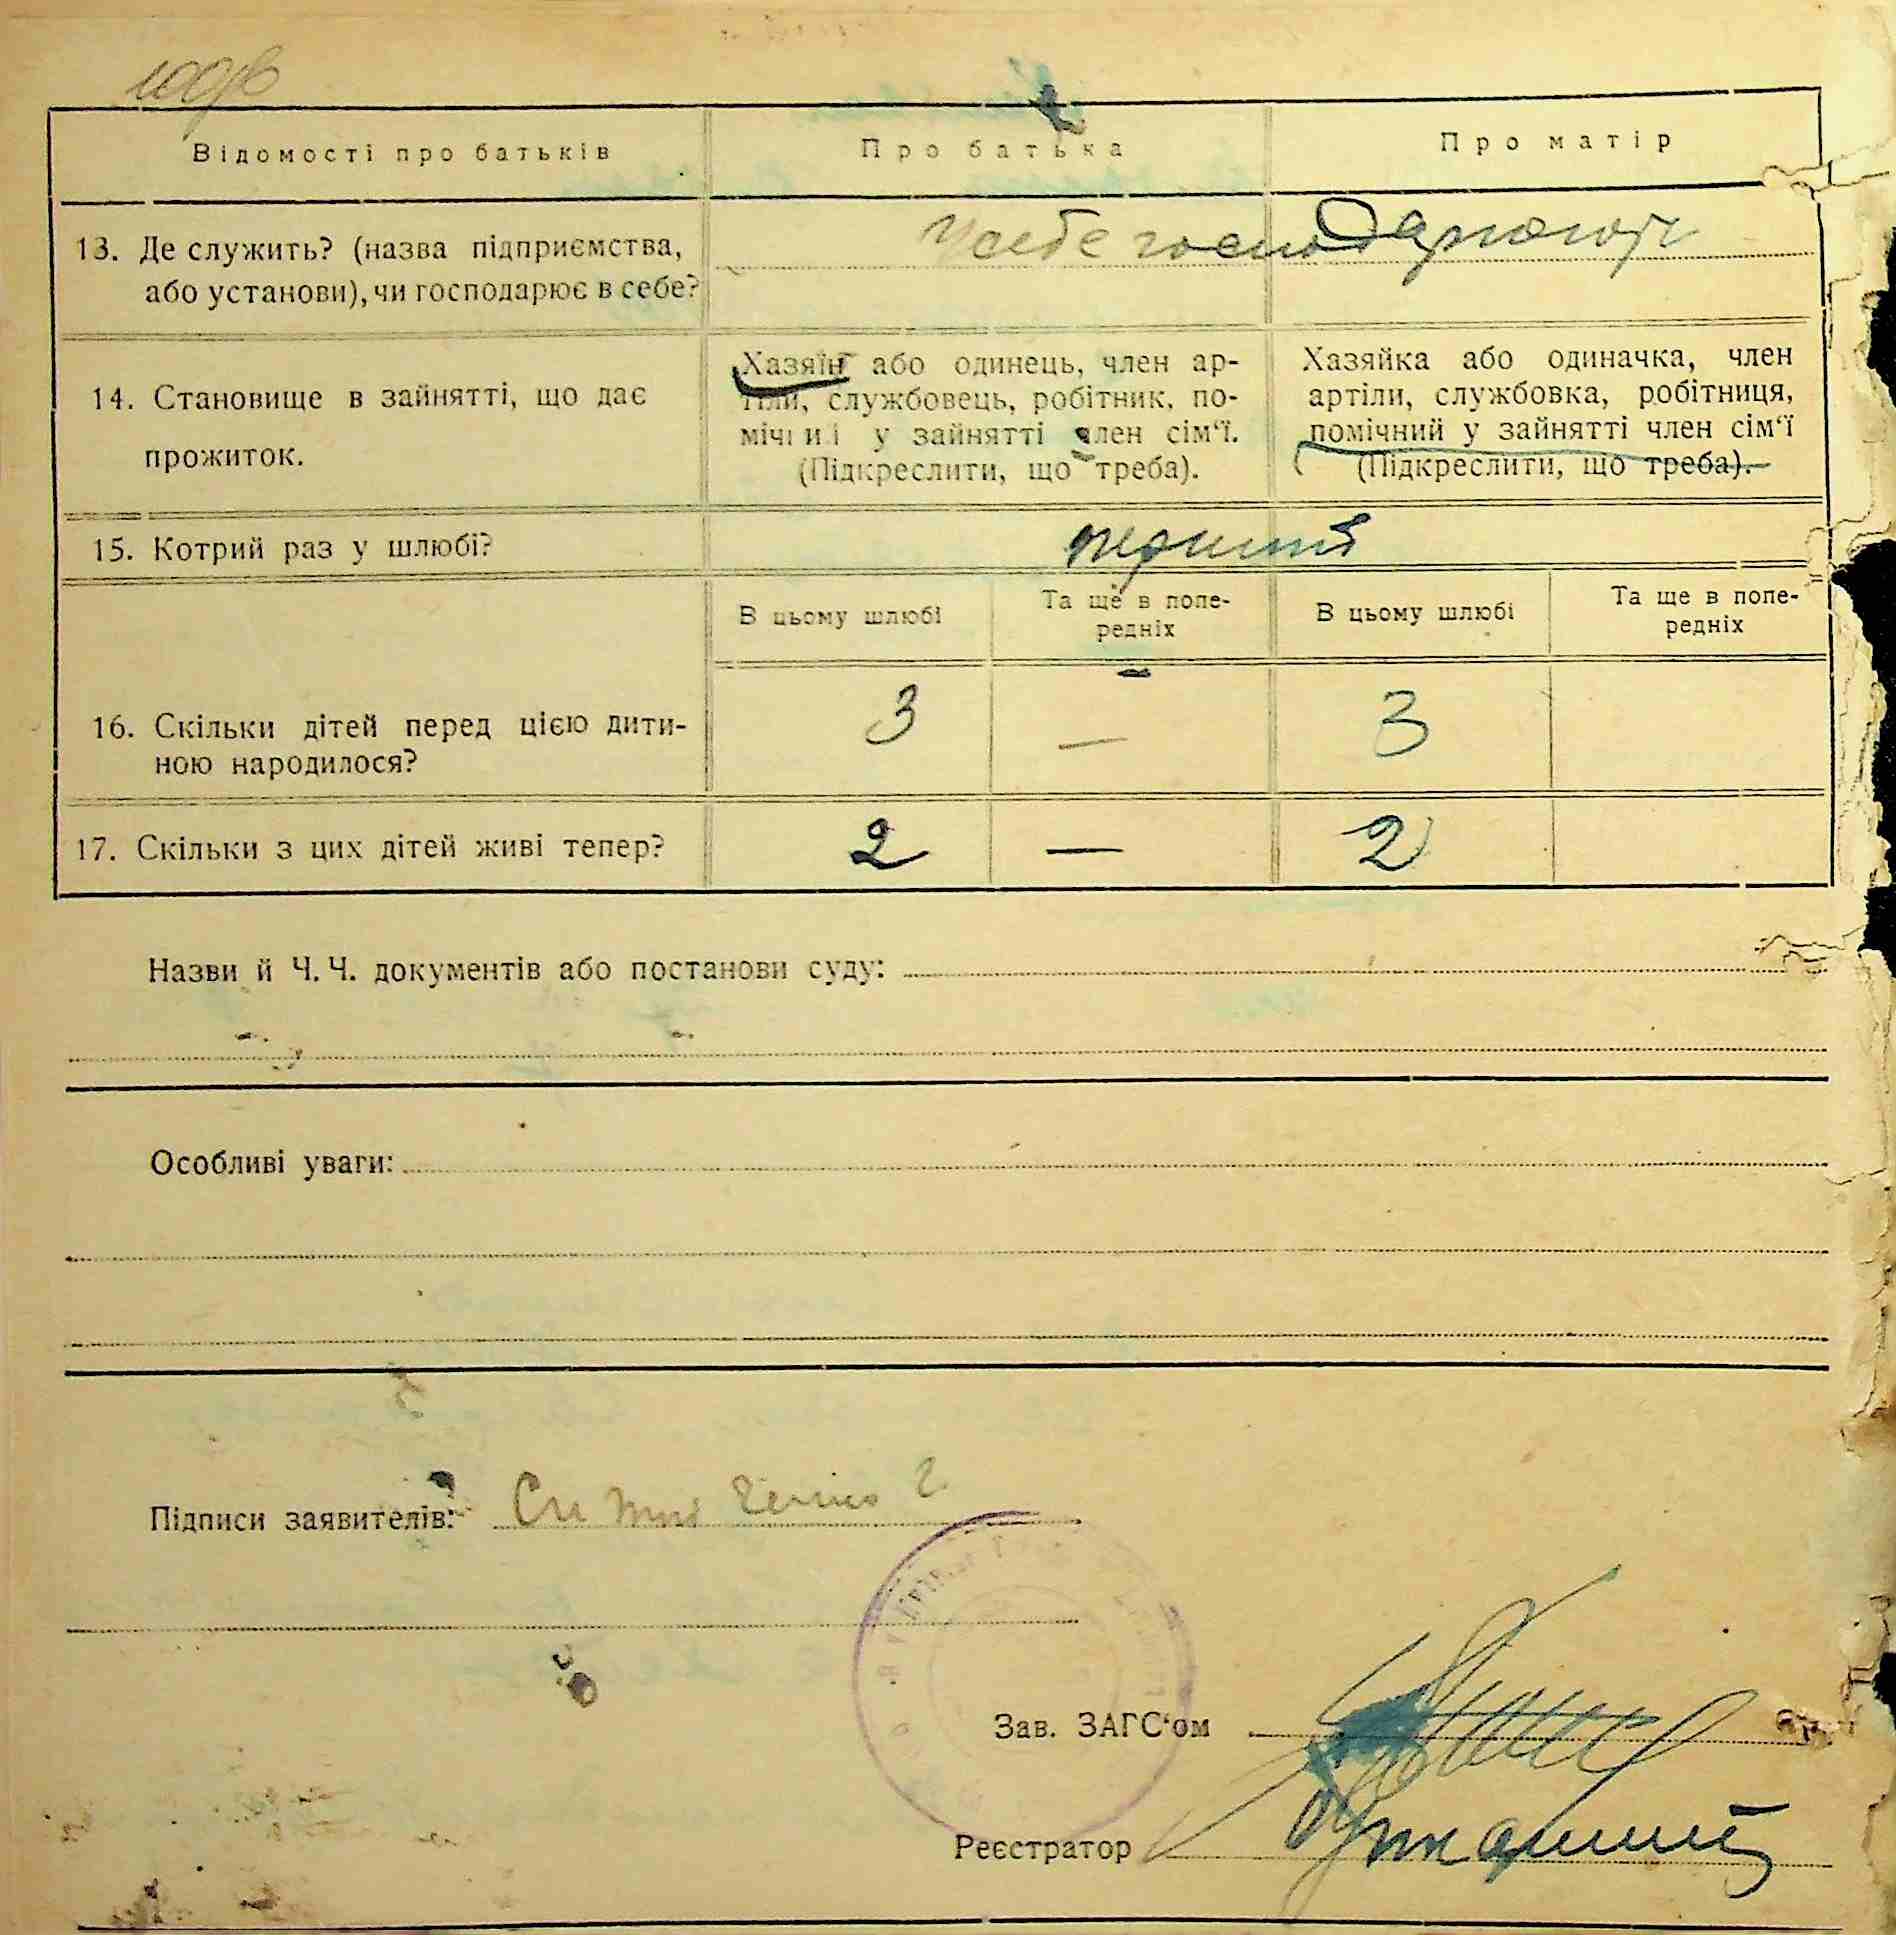 Відомості про батьків
Про батька
Про матір
13. Де служить? (назва підприємства,
або установи), чи господарює в себе?
У себе господарюють
14. Становище в зайнятті, що дає
прожиток.
Хазяїн або одинець, член ар-
тіли, службовець, робітник, по-
мічний у зайнятті член сім‘ї.
(Підкреслити, що треба).
Хазяйка або одиначка, член
артіли, службовка, робітниця,
помічний у зайнятті член сім‘ї
(Підкреслити, що треба).
15. Котрий раз у шлюбі?
перший
В цьому шлюбі
Та ще в попе-
редніх
В цьому шлюбі
Та ще в попе-
редніх
16. Скільки дітей перед цією дити-
ною народилося?
3 — 3
17. Скільки з цих дітей живі тепер?
2 — 2
Назви й Ч. Ч. документів або постанови суду:
Особливі уваги:
Підписи заявителів:
Зав. ЗАГС‘ом
Реєстратор